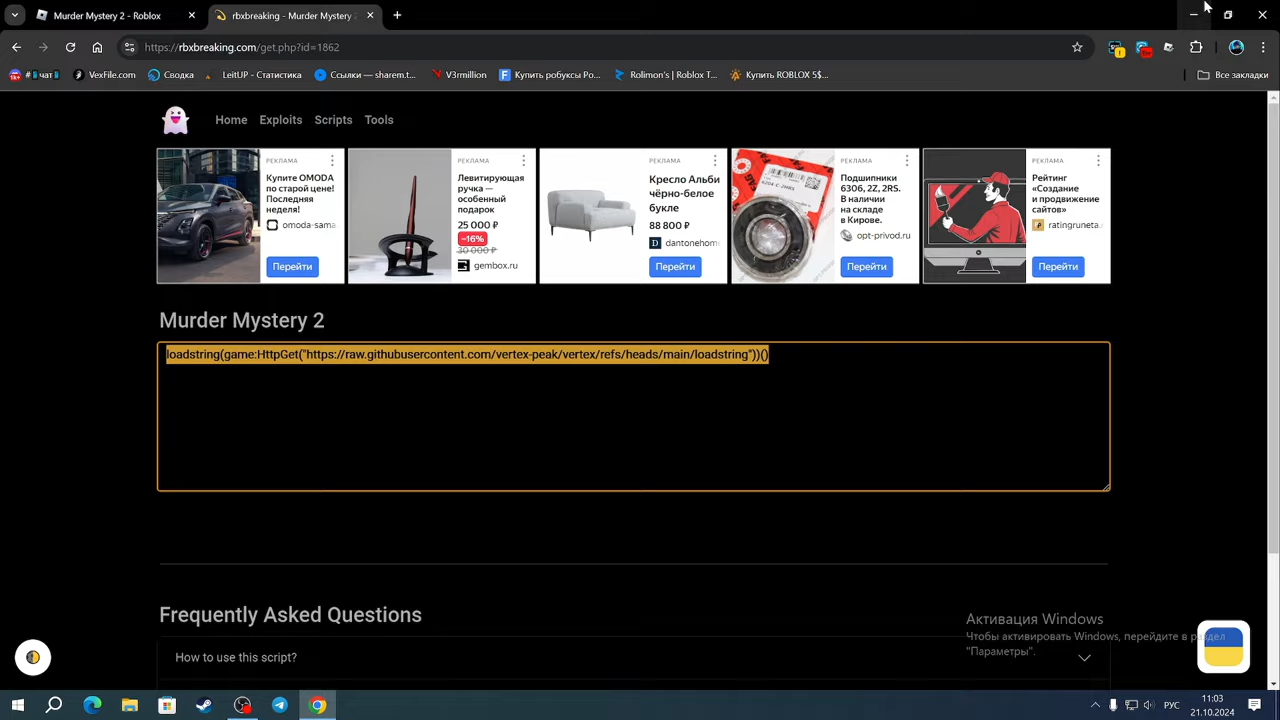 Murder Mystery 2 - Roblox
rbxbreaking - Murder Mystery 2
https://rbxbreaking.com/get.php?id=1862
VexFile.com
Сводка
LeitUP - Статистика
Ссылки — sharem.t...
V3million
Купить робуксы Ро...
Rolimon's | Roblox T...
Купить ROBLOX 5$...
Все закладки
Home
Exploits
Scripts
Tools
РЕКЛАМА
Купите OMODA
по старой цене!
Последняя
неделя!
omoda-sama
Перейти
РЕКЛАМА
Левитирующая
ручка —
особенный
подарок
25 000 ₽
–16%
30 000 ₽
gembox.ru
РЕКЛАМА
Кресло Альби
чёрно-белое
букле
88 800 ₽
dantonehome
Перейти
РЕКЛАМА
Подшипники
6306, 2Z, 2RS.
В наличии
на складе
в Кирове.
opt-privod.ru
Перейти
РЕКЛАМА
Рейтинг
«Создание
и продвижение
сайтов»
ratingruneta.
Перейти
Murder Mystery 2
loadstring(game:HttpGet("https://raw.githubusercontent.com/vertex-peak/vertex/refs/heads/main/loadstring"))()
Frequently Asked Questions
How to use this script?
Активация Windows
Чтобы активировать Windows, перейдите в раздел
"Параметры".
РУС
11:03
21.10.2024